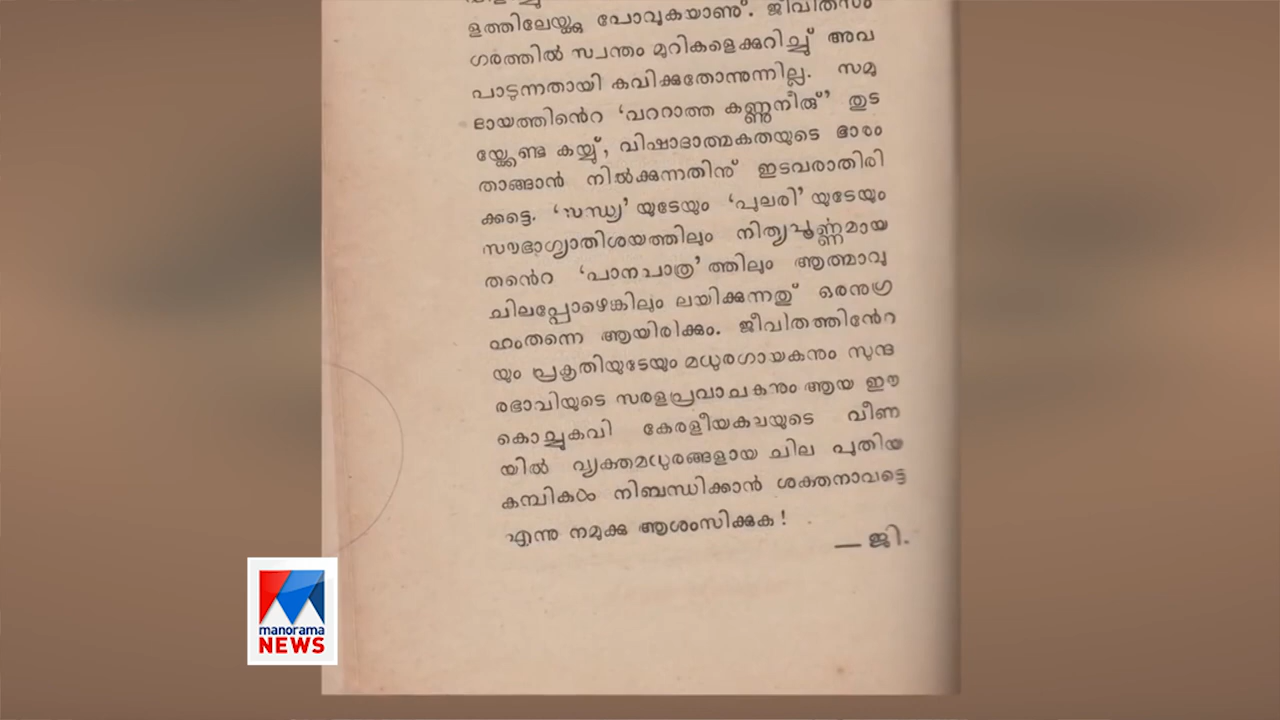 ളത്തിലേയ്ക്കു പോവുകയാണു്. ജീവിതസം
ഗരത്തിൽ സ്വന്തം മുറികളെക്കുറിച്ചു് അവ
പാടുന്നതായി കവിക്കുതോന്നുന്നില്ല. സമു
ദായത്തിൻെറ ‘വററാത്ത കണ്ണുനീരു്’ തുട
യ്ക്കേണ്ട കയ്യു്, വിഷാദാത്മകതയുടെ ഭാരം
താങ്ങാൻ നിൽക്കുന്നതിനു് ഇടവരാതിരി
ക്കട്ടെ. ‘സന്ധ്യ’ യുടേയും ‘പുലരി’ യുടേയും
സൗഭാഗ്യാതിശയത്തിലും നിത്യപൂർണ്ണമായ
തൻെറ ‘പാനപാത്ര’ ത്തിലും ആത്മാവു
ചിലപ്പോഴെങ്കിലും ലയിക്കുന്നതു് ഒരനുഗ്ര
ഹംതന്നെ ആയിരിക്കും. ജീവിതത്തിൻേറ
യും പ്രകൃതിയുടേയും മധുരഗായകനും സുന്ദ
രഭാവിയുടെ സരളപ്രവാചകനും ആയ ഈ
കൊച്ചുകവി കേരളീയകലയുടെ വീണ
യിൽ വ്യക്തമധുരങ്ങളായ ചില പുതിയ
കമ്പികൾ നിബന്ധിക്കാൻ ശക്തനാവട്ടെ
എന്നു നമുക്കു ആശംസിക്കുക !
— ജി.
manorama
NEWS